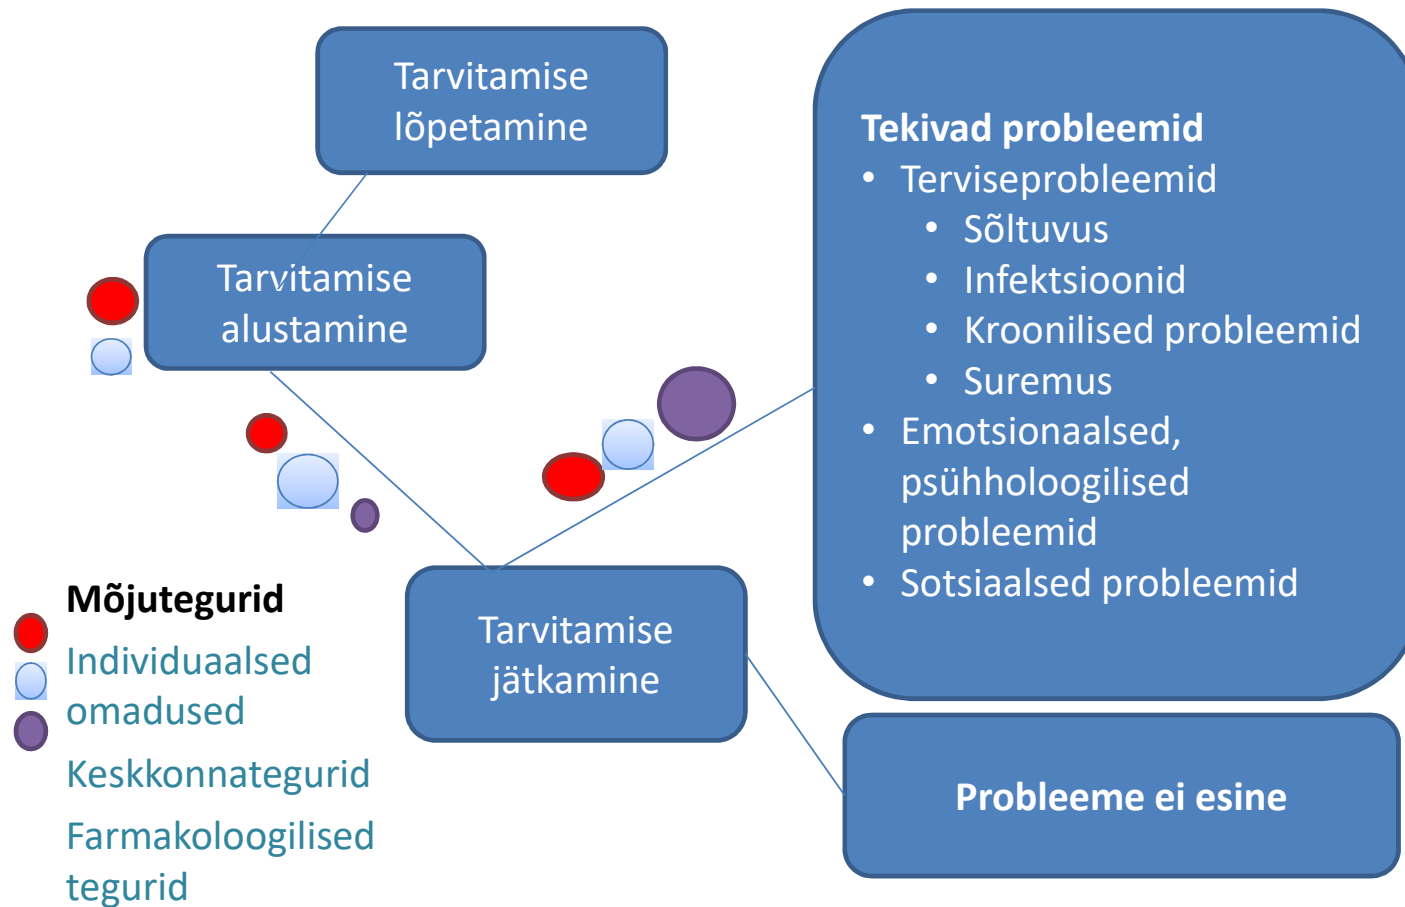 Tarvitamise
lõpetamine
Tarvitamise
alustamine
Tekivad probleemid
• Terviseprobleemid
• Sõltuvus
• Infektsioonid
• Kroonilised probleemid
• Suremus
• Emotsionaalsed,
psühholoogilised
probleemid
• Sotsiaalsed probleemid
Mõjutegurid
Individuaalsed
omadused
Keskkonnategurid
Farmakoloogilised
tegurid
Tarvitamise
jätkamine
Probleeme ei esine